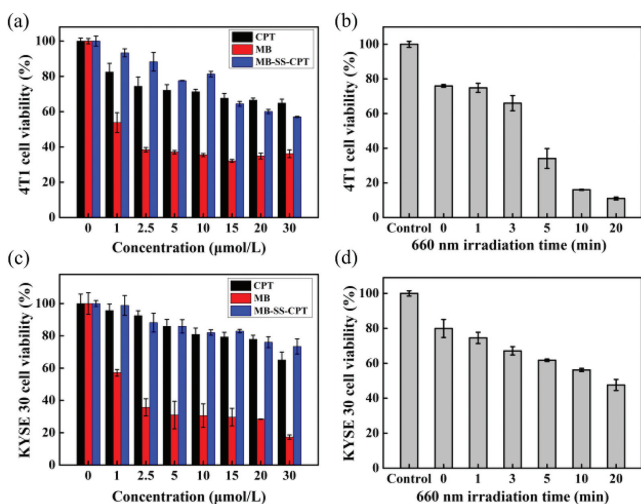 (a)
100
80
60
40
20
0
4T1 cell viability (%)
CPT
MB
MB-SS-CPT
0 1 2.5 5 10 15 20 30
Concentration (µmol/L)
(b)
100
80
60
40
20
0
4T1 cell viability (%)
Control 0 1 3 5 10 20
660 nm irradiation time (min)
(c)
100
80
60
40
20
0
KYSE 30 cell viability (%)
CPT
MB
MB-SS-CPT
0 1 2.5 5 10 15 20 30
Concentration (µmol/L)
(d)
100
80
60
40
20
0
KYSE 30 cell viability (%)
Control 0 1 3 5 10 20
660 nm irradiation time (min)